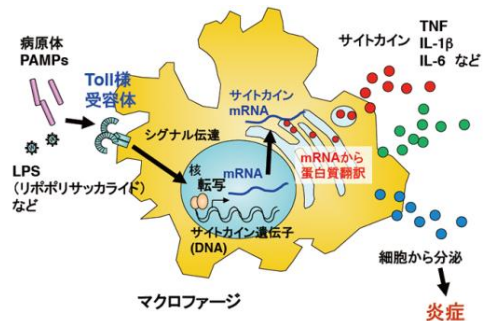 病原体
PAMPs
Toll様
受容体
LPS
(リポポリサッカライド)
など
シグナル伝達
核
転写
mRNA
サイトカイン遺伝子
(DNA)
サイトカイン
mRNA
mRNAから
蛋白質翻訳
サイトカイン
TNF
IL-1β
IL-6 など
細胞から分泌
炎症
マクロファージ